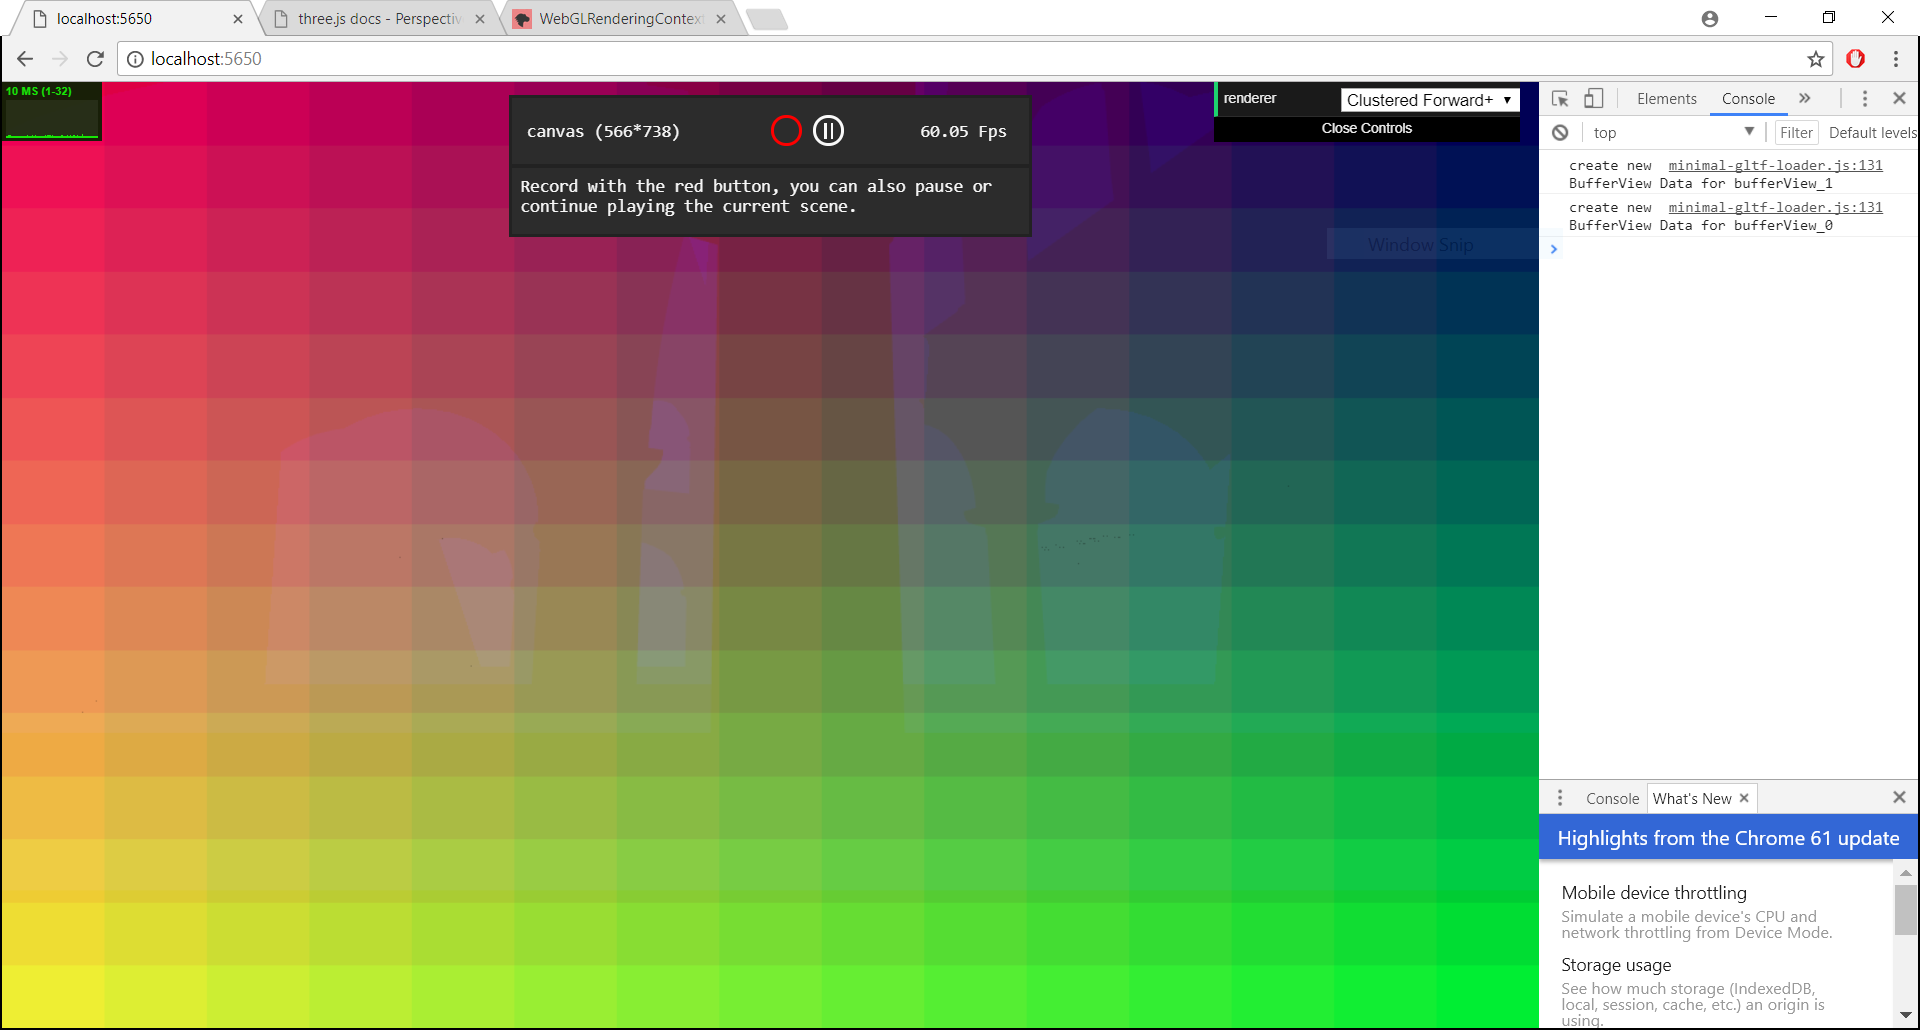 localhost:5650
three.js docs - Perspectiv
WebGLRenderingContext
localhost:5650
10 MS (1-32)
canvas (566*738)
60.05 Fps
Record with the red button, you can also pause or
continue playing the current scene.
renderer
Clustered Forward+
Close Controls
Window Snip
Elements
Console
top
Filter
Default levels
create new minimal-gltf-loader.js:131
BufferView Data for bufferView_1
create new minimal-gltf-loader.js:131
BufferView Data for bufferView_0
Console
What's New
Highlights from the Chrome 61 update
Mobile device throttling
Simulate a mobile device's CPU and
network throttling from Device Mode.
Storage usage
See how much storage (IndexedDB,
local, session, cache, etc.) an origin is
using.